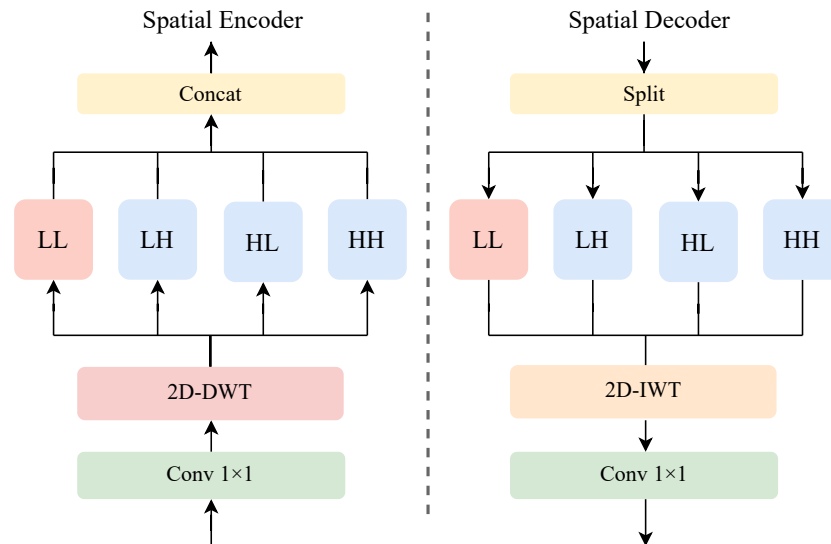 Spatial Encoder
Concat
LL
LH
HL
HH
2D-DWT
Conv 1×1
Spatial Decoder
Split
LL
LH
HL
HH
2D-IWT
Conv 1×1